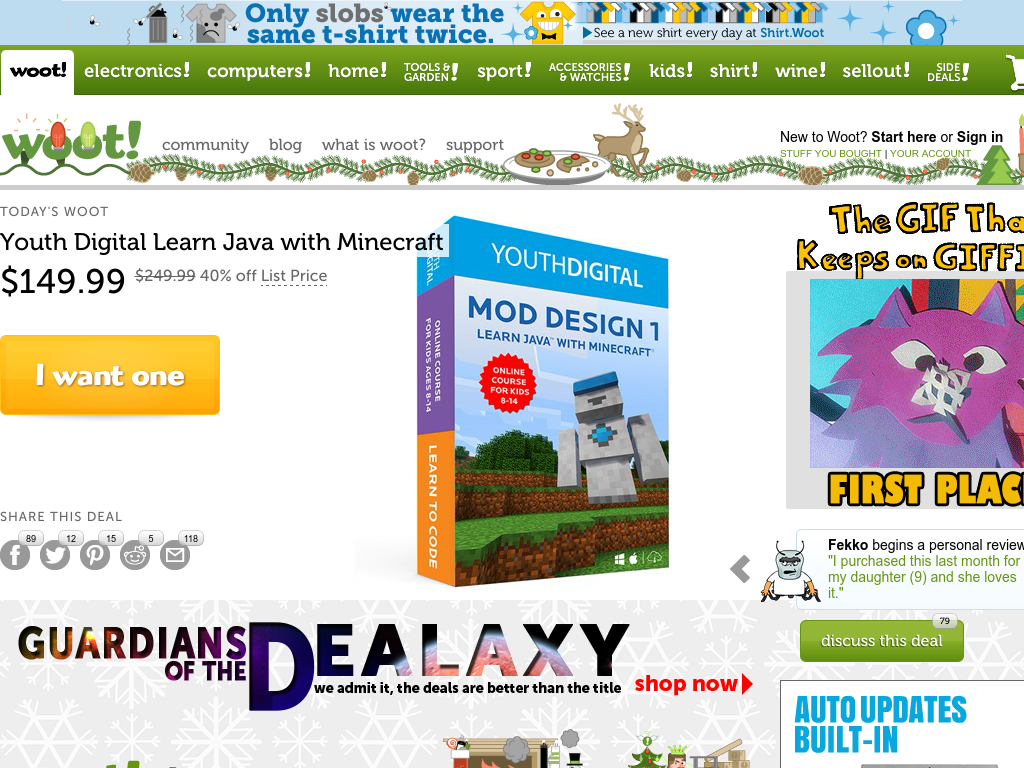 Only slobs wear the
same t-shirt twice.
See a new shirt every day at Shirt.Woot
woot!
electronics!
computers!
home!
TOOLS &
GARDEN!
sport!
ACCESSORIES
& WATCHES!
kids!
shirt!
wine!
sellout!
SIDE
DEALS!
woot!
community
blog
what is woot?
support
New to Woot? Start here or Sign in
STUFF YOU BOUGHT | YOUR ACCOUNT
TODAY'S WOOT
Youth Digital Learn Java with Minecraft
$149.99 $249.99 40% off List Price
I want one
YOUTHDIGITAL
MOD DESIGN 1
LEARN JAVA™ WITH MINECRAFT
ONLINE
COURSE
FOR KIDS
8-14
ONLINE COURSE
FOR KIDS AGES 8-14
LEARN TO CODE
The GIF Tha
Keeps on GIFFI
FIRST PLAC
SHARE THIS DEAL
89
12
15
5
118
Fekko begins a personal review
"I purchased this last month for
my daughter (9) and she loves
it."
79
discuss this deal
GUARDIANS
OF THE
DEALAXY
we admit it, the deals are better than the title
shop now
AUTO UPDATES
BUILT-IN